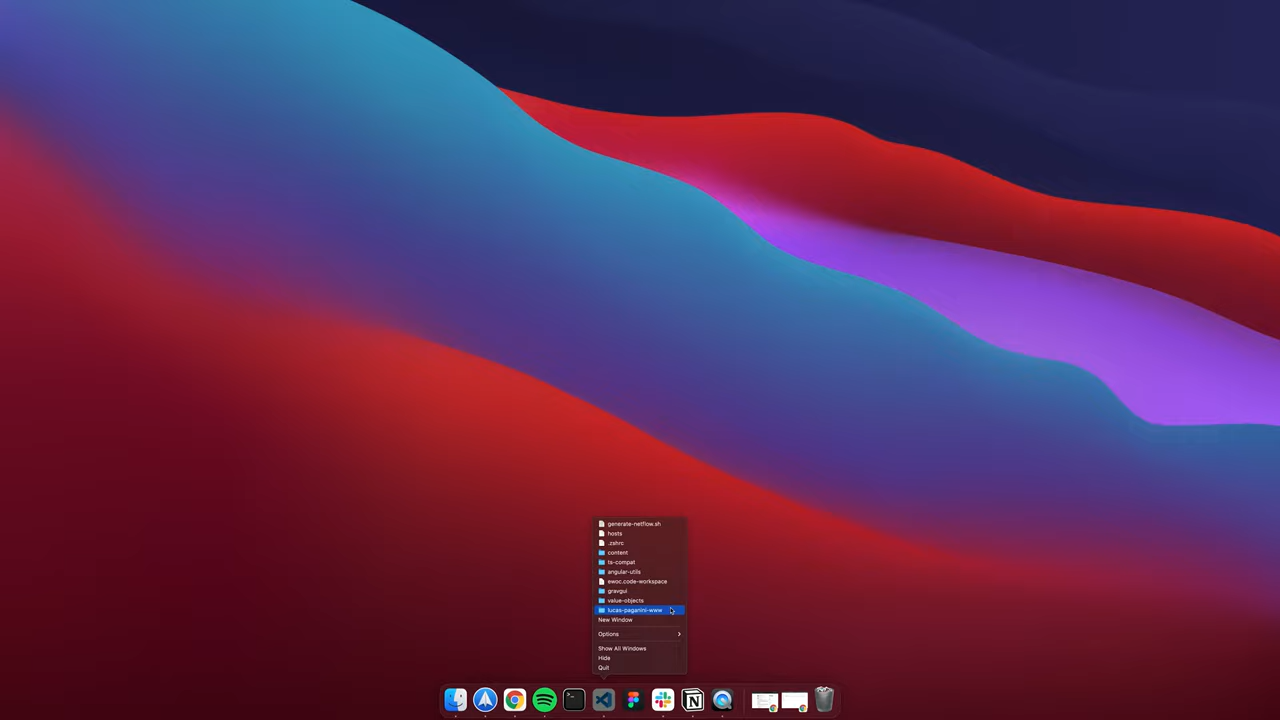 generate-netflow.sh
hosts
.zshrc
content
ts-compat
angular-utils
ewoc.code-workspace
gravgui
value-objects
lucas-paganini-www
New Window
Options
Show All Windows
Hide
Quit